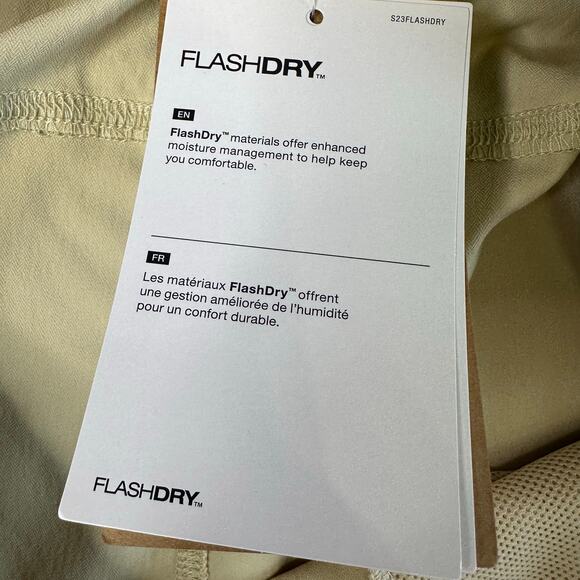 S23FLASHDRY
FLASHDRY™
EN
FlashDry™ materials offer enhanced
moisture management to help keep
you comfortable.
FR
Les matériaux FlashDry™ offrent
une gestion améliorée de l'humidité
pour un confort durable.
FLASHDRY™